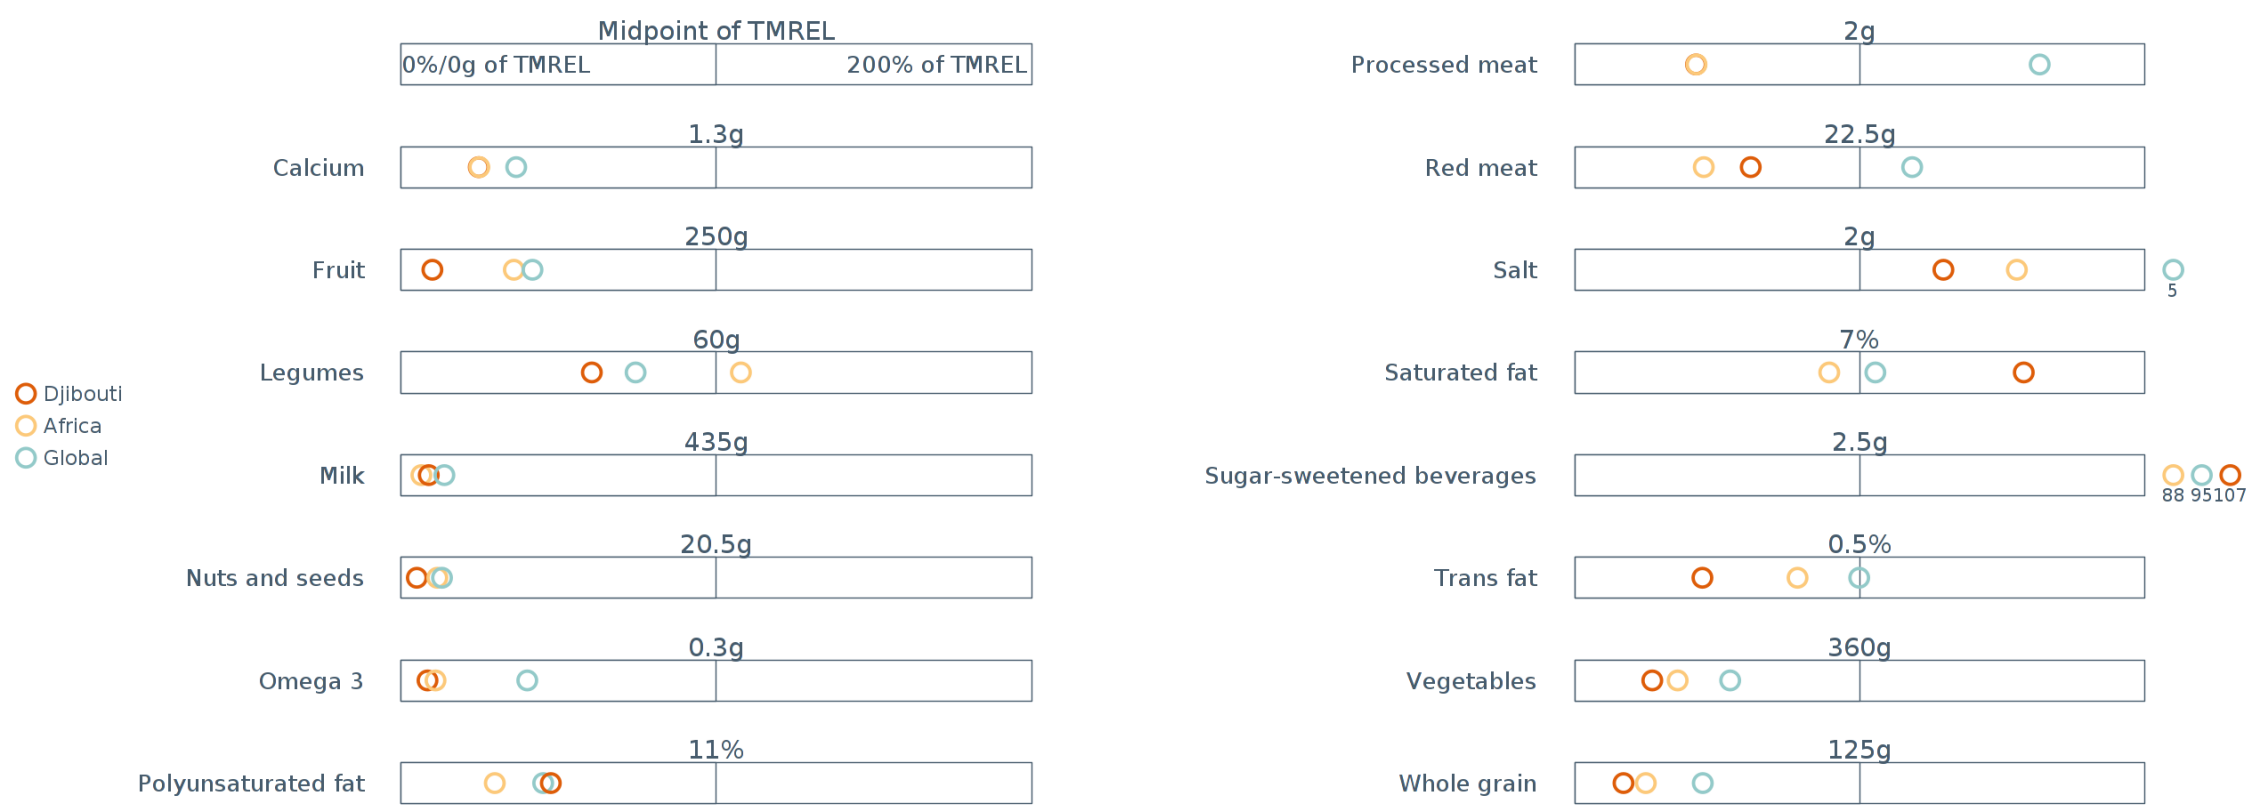 Midpoint of TMREL
0%/0g of TMREL 200% of TMREL
1.3g
Calcium
250g
Fruit
60g
Legumes
435g
Milk
20.5g
Nuts and seeds
0.3g
Omega 3
11%
Polyunsaturated fat
Djibouti
Africa
Global
2g
Processed meat
22.5g
Red meat
2g
Salt
5
7%
Saturated fat
2.5g
Sugar-sweetened beverages
88 95 107
0.5%
Trans fat
360g
Vegetables
125g
Whole grain